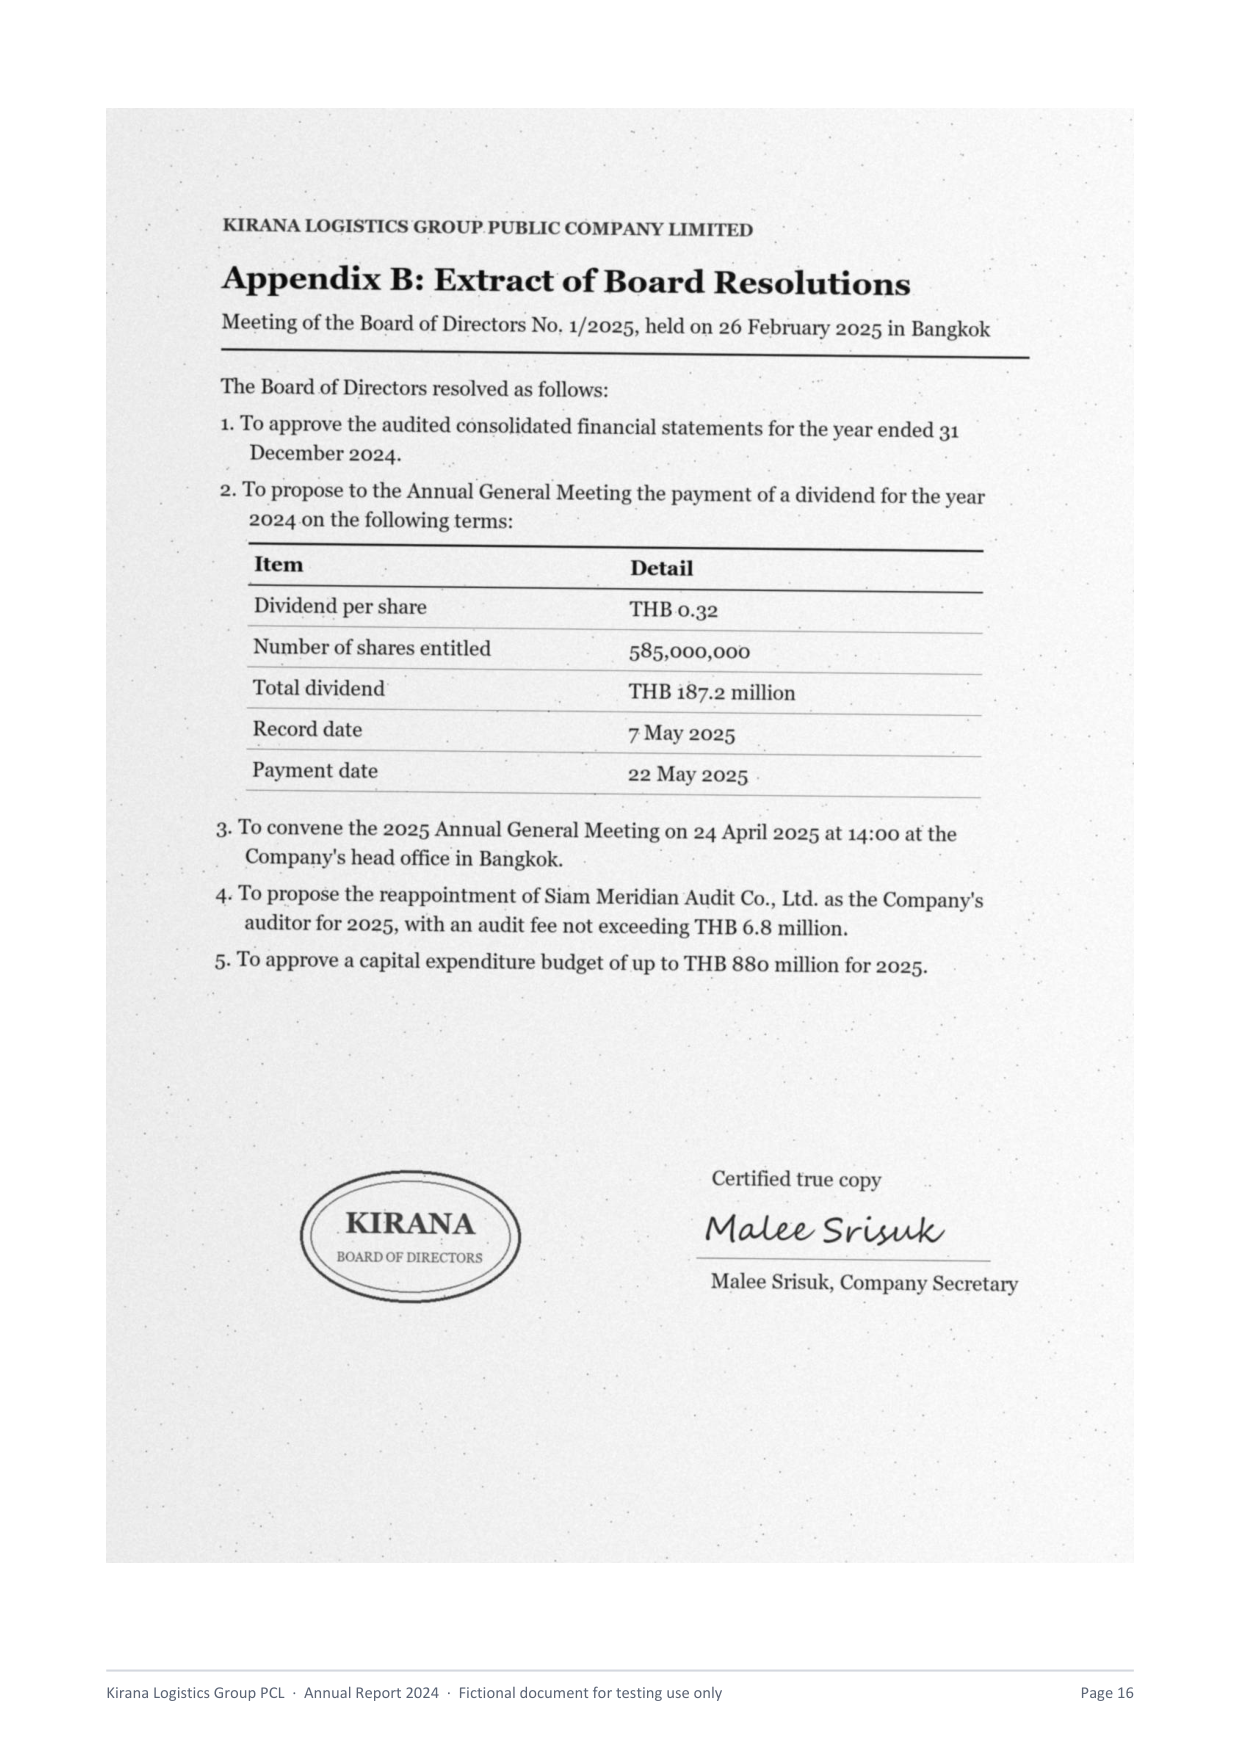 KIRANA LOGISTICS GROUP PUBLIC COMPANY LIMITED
Appendix B: Extract of Board Resolutions
Meeting of the Board of Directors No. 1/2025, held on 26 February 2025 in Bangkok
The Board of Directors resolved as follows:
1. To approve the audited consolidated financial statements for the year ended 31
December 2024.
2. To propose to the Annual General Meeting the payment of a dividend for the year
2024 on the following terms:
Item Detail
Dividend per share THB 0.32
Number of shares entitled 585,000,000
Total dividend THB 187.2 million
Record date 7 May 2025
Payment date 22 May 2025
3. To convene the 2025 Annual General Meeting on 24 April 2025 at 14:00 at the
Company's head office in Bangkok.
4. To propose the reappointment of Siam Meridian Audit Co., Ltd. as the Company's
auditor for 2025, with an audit fee not exceeding THB 6.8 million.
5. To approve a capital expenditure budget of up to THB 880 million for 2025.
KIRANA
BOARD OF DIRECTORS
Certified true copy
Malee Srisuk
Malee Srisuk, Company Secretary
Kirana Logistics Group PCL · Annual Report 2024 · Fictional document for testing use only Page 16